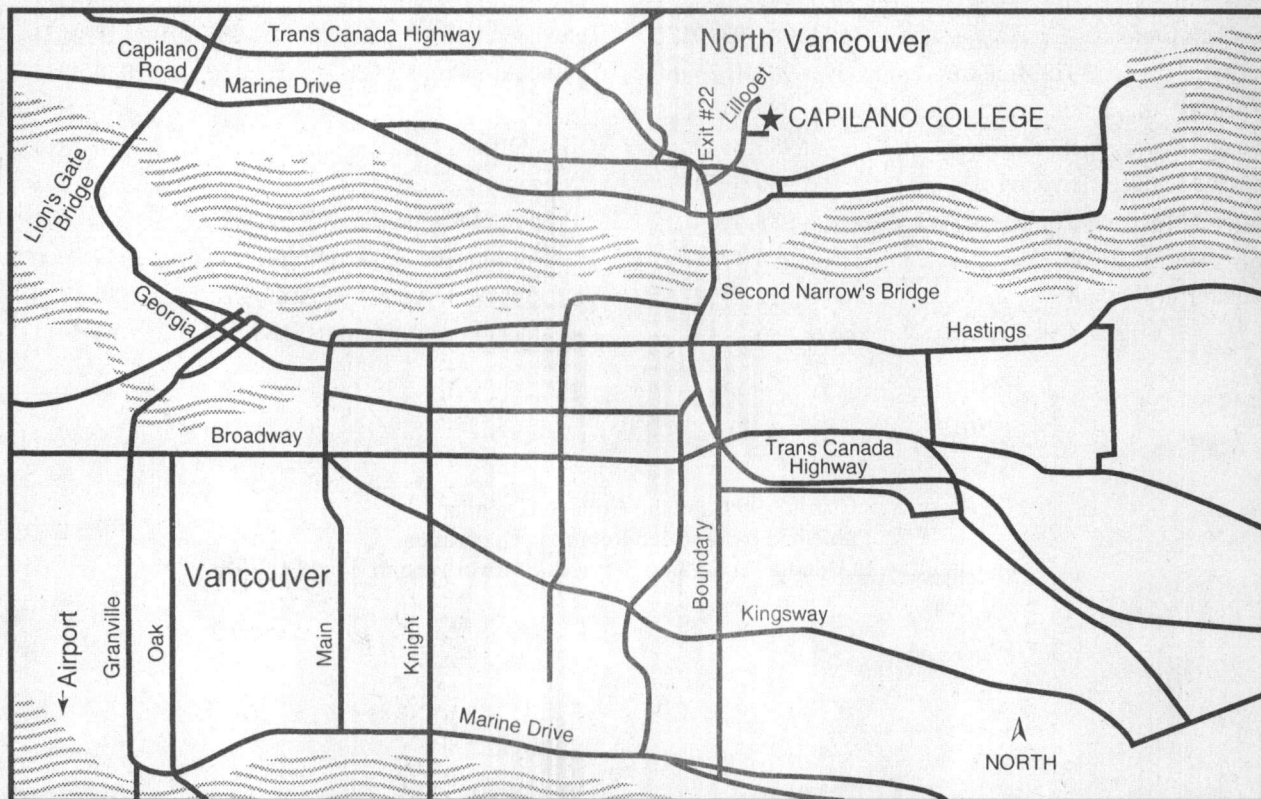 Trans Canada Highway
North Vancouver
Capilano
Road
Marine Drive
Exit #22
Lillooet
★ CAPILANO COLLEGE
Lion's Gate
Bridge
Georgia
Second Narrow's Bridge
Hastings
Broadway
Trans Canada
Highway
Vancouver
Airport
Granville
Oak
Main
Knight
Boundary
Kingsway
Marine Drive
NORTH